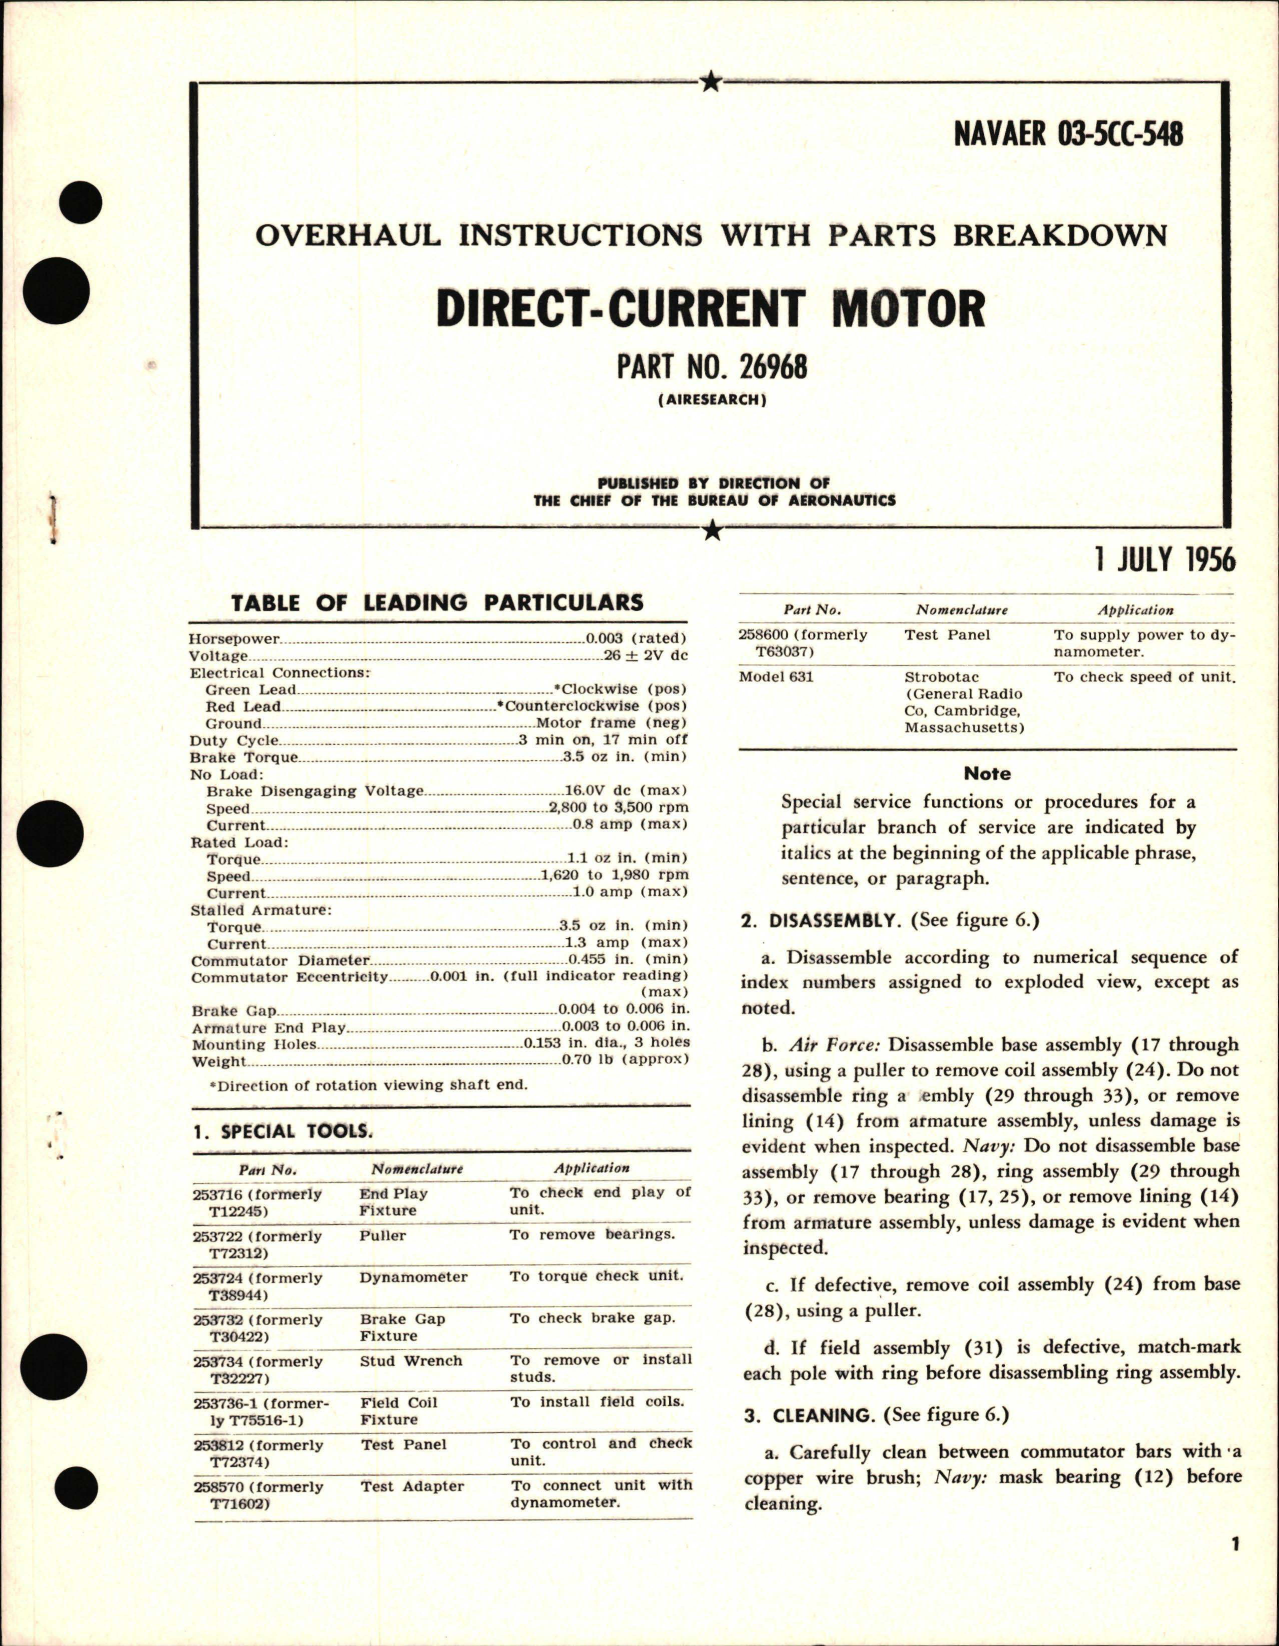 NAVAER 03-5CC-548
OVERHAUL INSTRUCTIONS WITH PARTS BREAKDOWN
DIRECT-CURRENT MOTOR
PART NO. 26968
(AIRESEARCH)
PUBLISHED BY DIRECTION OF
THE CHIEF OF THE BUREAU OF AERONAUTICS
1 JULY 1956
TABLE OF LEADING PARTICULARS
Horsepower 0.003 (rated)
Voltage 26 ± 2V dc
Electrical Connections:
Green Lead *Clockwise (pos)
Red Lead *Counterclockwise (pos)
Ground Motor frame (neg)
Duty Cycle 3 min on, 17 min off
Brake Torque 3.5 oz in. (min)
No Load:
Brake Disengaging Voltage 16.0V dc (max)
Speed 2,800 to 3,500 rpm
Current 0.8 amp (max)
Rated Load:
Torque 1.1 oz in. (min)
Speed 1,620 to 1,980 rpm
Current 1.0 amp (max)
Stalled Armature:
Torque 3.5 oz in. (min)
Current 1.3 amp (max)
Commutator Diameter 0.455 in. (min)
Commutator Eccentricity 0.001 in. (full indicator reading)
(max)
Brake Gap 0.004 to 0.006 in.
Armature End Play 0.003 to 0.006 in.
Mounting Holes 0.153 in. dia., 3 holes
Weight 0.70 lb (approx)
*Direction of rotation viewing shaft end.
1. SPECIAL TOOLS.
Part No. Nomenclature Application
253716 (formerly End Play To check end play of
T12245) Fixture unit.
253722 (formerly Puller To remove bearings.
T72312)
253724 (formerly Dynamometer To torque check unit.
T38944)
253732 (formerly Brake Gap To check brake gap.
T30422) Fixture
253734 (formerly Stud Wrench To remove or install
T32227) studs.
253736-1 (former- Field Coil To install field coils.
ly T75516-1) Fixture
253812 (formerly Test Panel To control and check
T72374) unit.
258570 (formerly Test Adapter To connect unit with
T71602) dynamometer.
Part No. Nomenclature Application
258600 (formerly Test Panel To supply power to dy-
T63037) namometer.
Model 631 Strobotac To check speed of unit.
(General Radio
Co, Cambridge,
Massachusetts)
Note
Special service functions or procedures for a
particular branch of service are indicated by
italics at the beginning of the applicable phrase,
sentence, or paragraph.
2. DISASSEMBLY. (See figure 6.)
a. Disassemble according to numerical sequence of
index numbers assigned to exploded view, except as
noted.
b. Air Force: Disassemble base assembly (17 through
28), using a puller to remove coil assembly (24). Do not
disassemble ring a embly (29 through 33), or remove
lining (14) from armature assembly, unless damage is
evident when inspected. Navy: Do not disassemble base
assembly (17 through 28), ring assembly (29 through
33), or remove bearing (17, 25), or remove lining (14)
from armature assembly, unless damage is evident when
inspected.
c. If defective, remove coil assembly (24) from base
(28), using a puller.
d. If field assembly (31) is defective, match-mark
each pole with ring before disassembling ring assembly.
3. CLEANING. (See figure 6.)
a. Carefully clean between commutator bars with a
copper wire brush; Navy: mask bearing (12) before
cleaning.
1